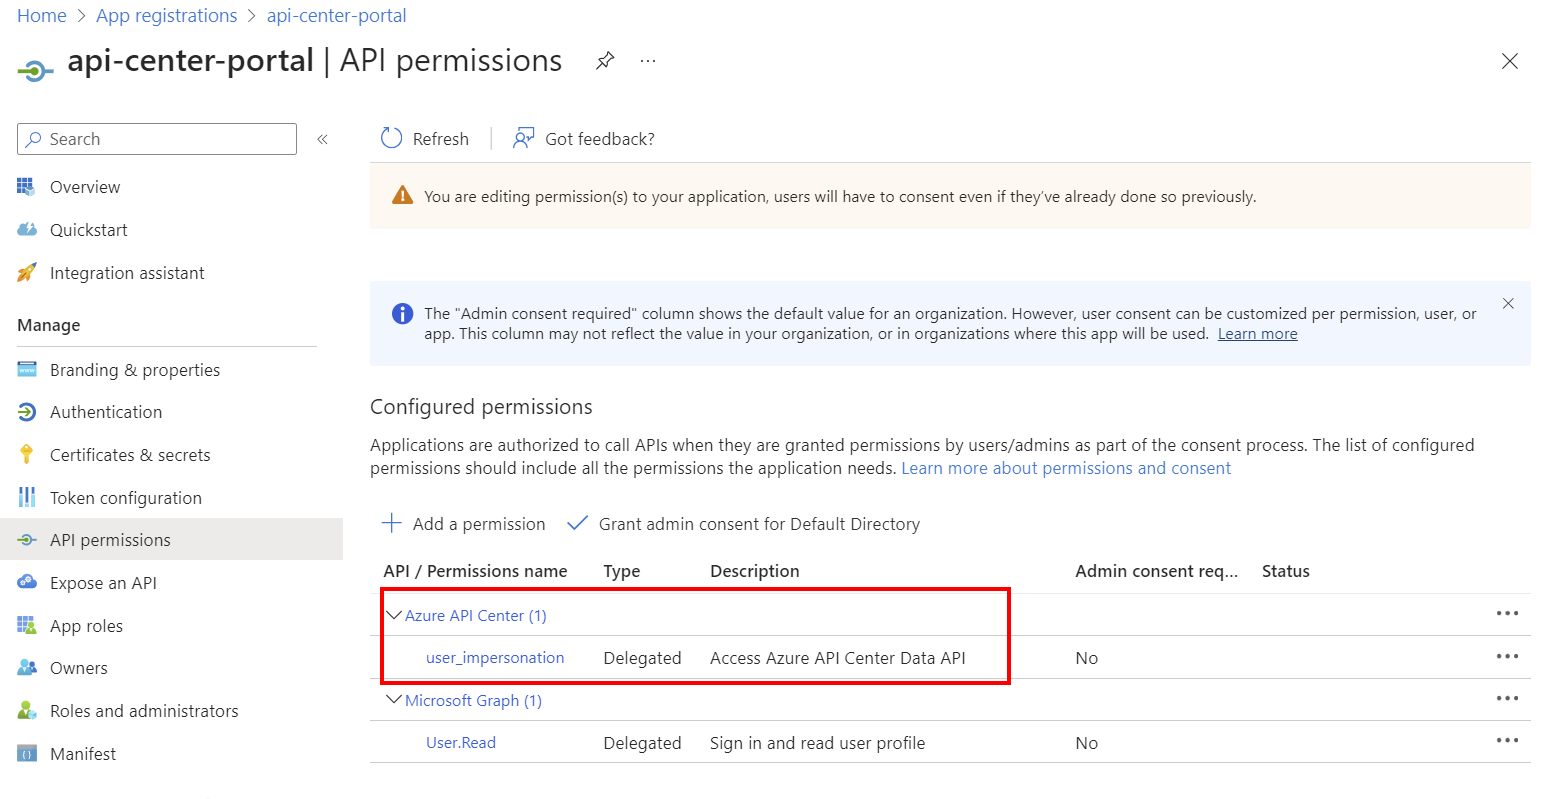 Home > App registrations > api-center-portal
api-center-portal | API permissions
Search
Overview
Quickstart
Integration assistant
Manage
Branding & properties
Authentication
Certificates & secrets
Token configuration
API permissions
Expose an API
App roles
Owners
Roles and administrators
Manifest
Refresh | Got feedback?
You are editing permission(s) to your application, users will have to consent even if they’ve already done so previously.
The "Admin consent required" column shows the default value for an organization. However, user consent can be customized per permission, user, or
app. This column may not reflect the value in your organization, or in organizations where this app will be used. Learn more
Configured permissions
Applications are authorized to call APIs when they are granted permissions by users/admins as part of the consent process. The list of configured
permissions should include all the permissions the application needs. Learn more about permissions and consent
Add a permission Grant admin consent for Default Directory
API / Permissions name Type Description Admin consent req... Status
Azure API Center (1)
user_impersonation Delegated Access Azure API Center Data API No
Microsoft Graph (1)
User.Read Delegated Sign in and read user profile No